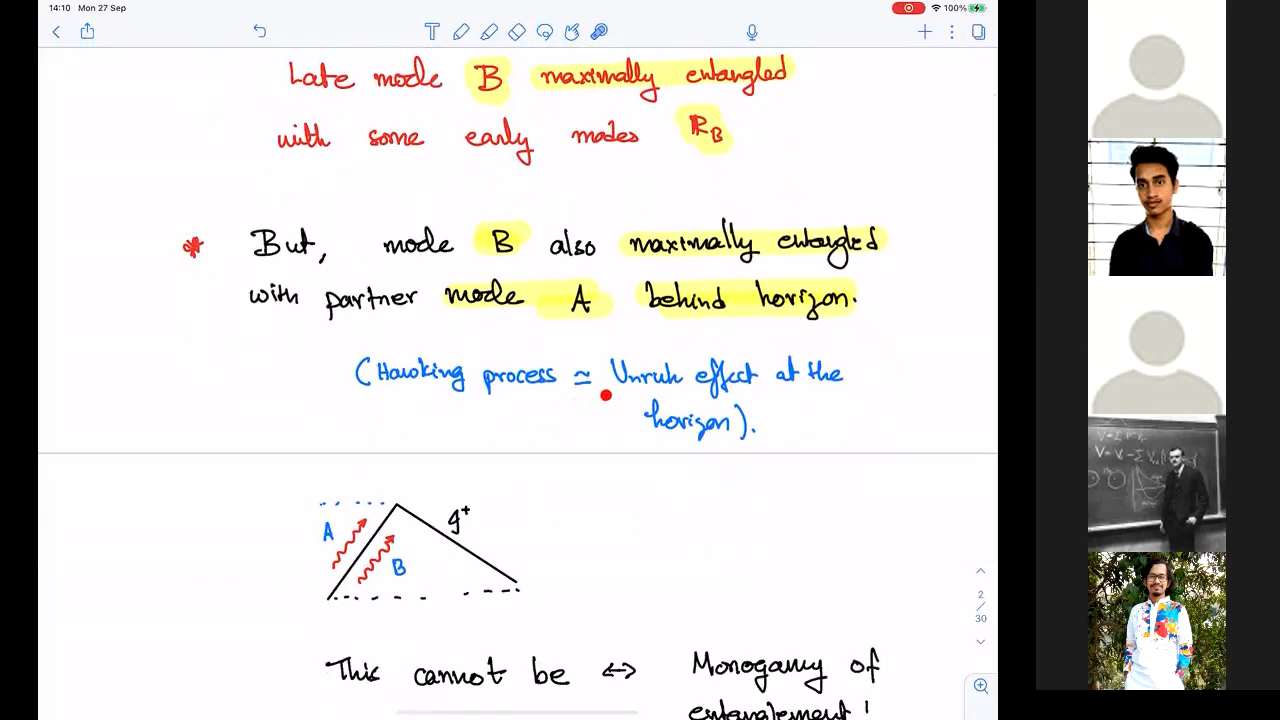 14:10 Mon 27 Sep
100%
Late mode B maximally entangled
with some early modes R_B
* But, mode B also maximally entangled
with partner mode A behind horizon.
(Hawking process ≃ Unruh effect at the
horizon).
A
B
g+
2
/
30
This cannot be ↔ Monogamy of
entanglement!